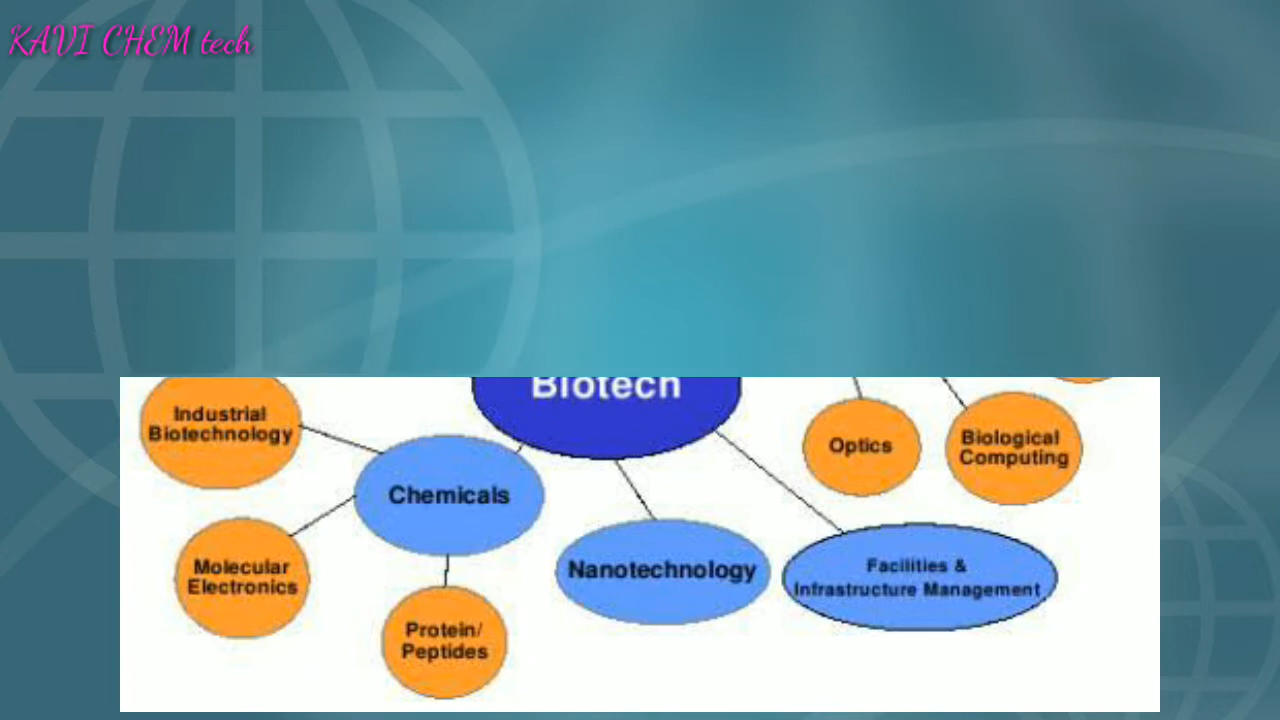 KAVI CHEM tech
Biotech
Industrial
Biotechnology
Optics
Biological
Computing
Chemicals
Molecular
Electronics
Nanotechnology
Facilities &
Infrastructure Management
Protein/
Peptides